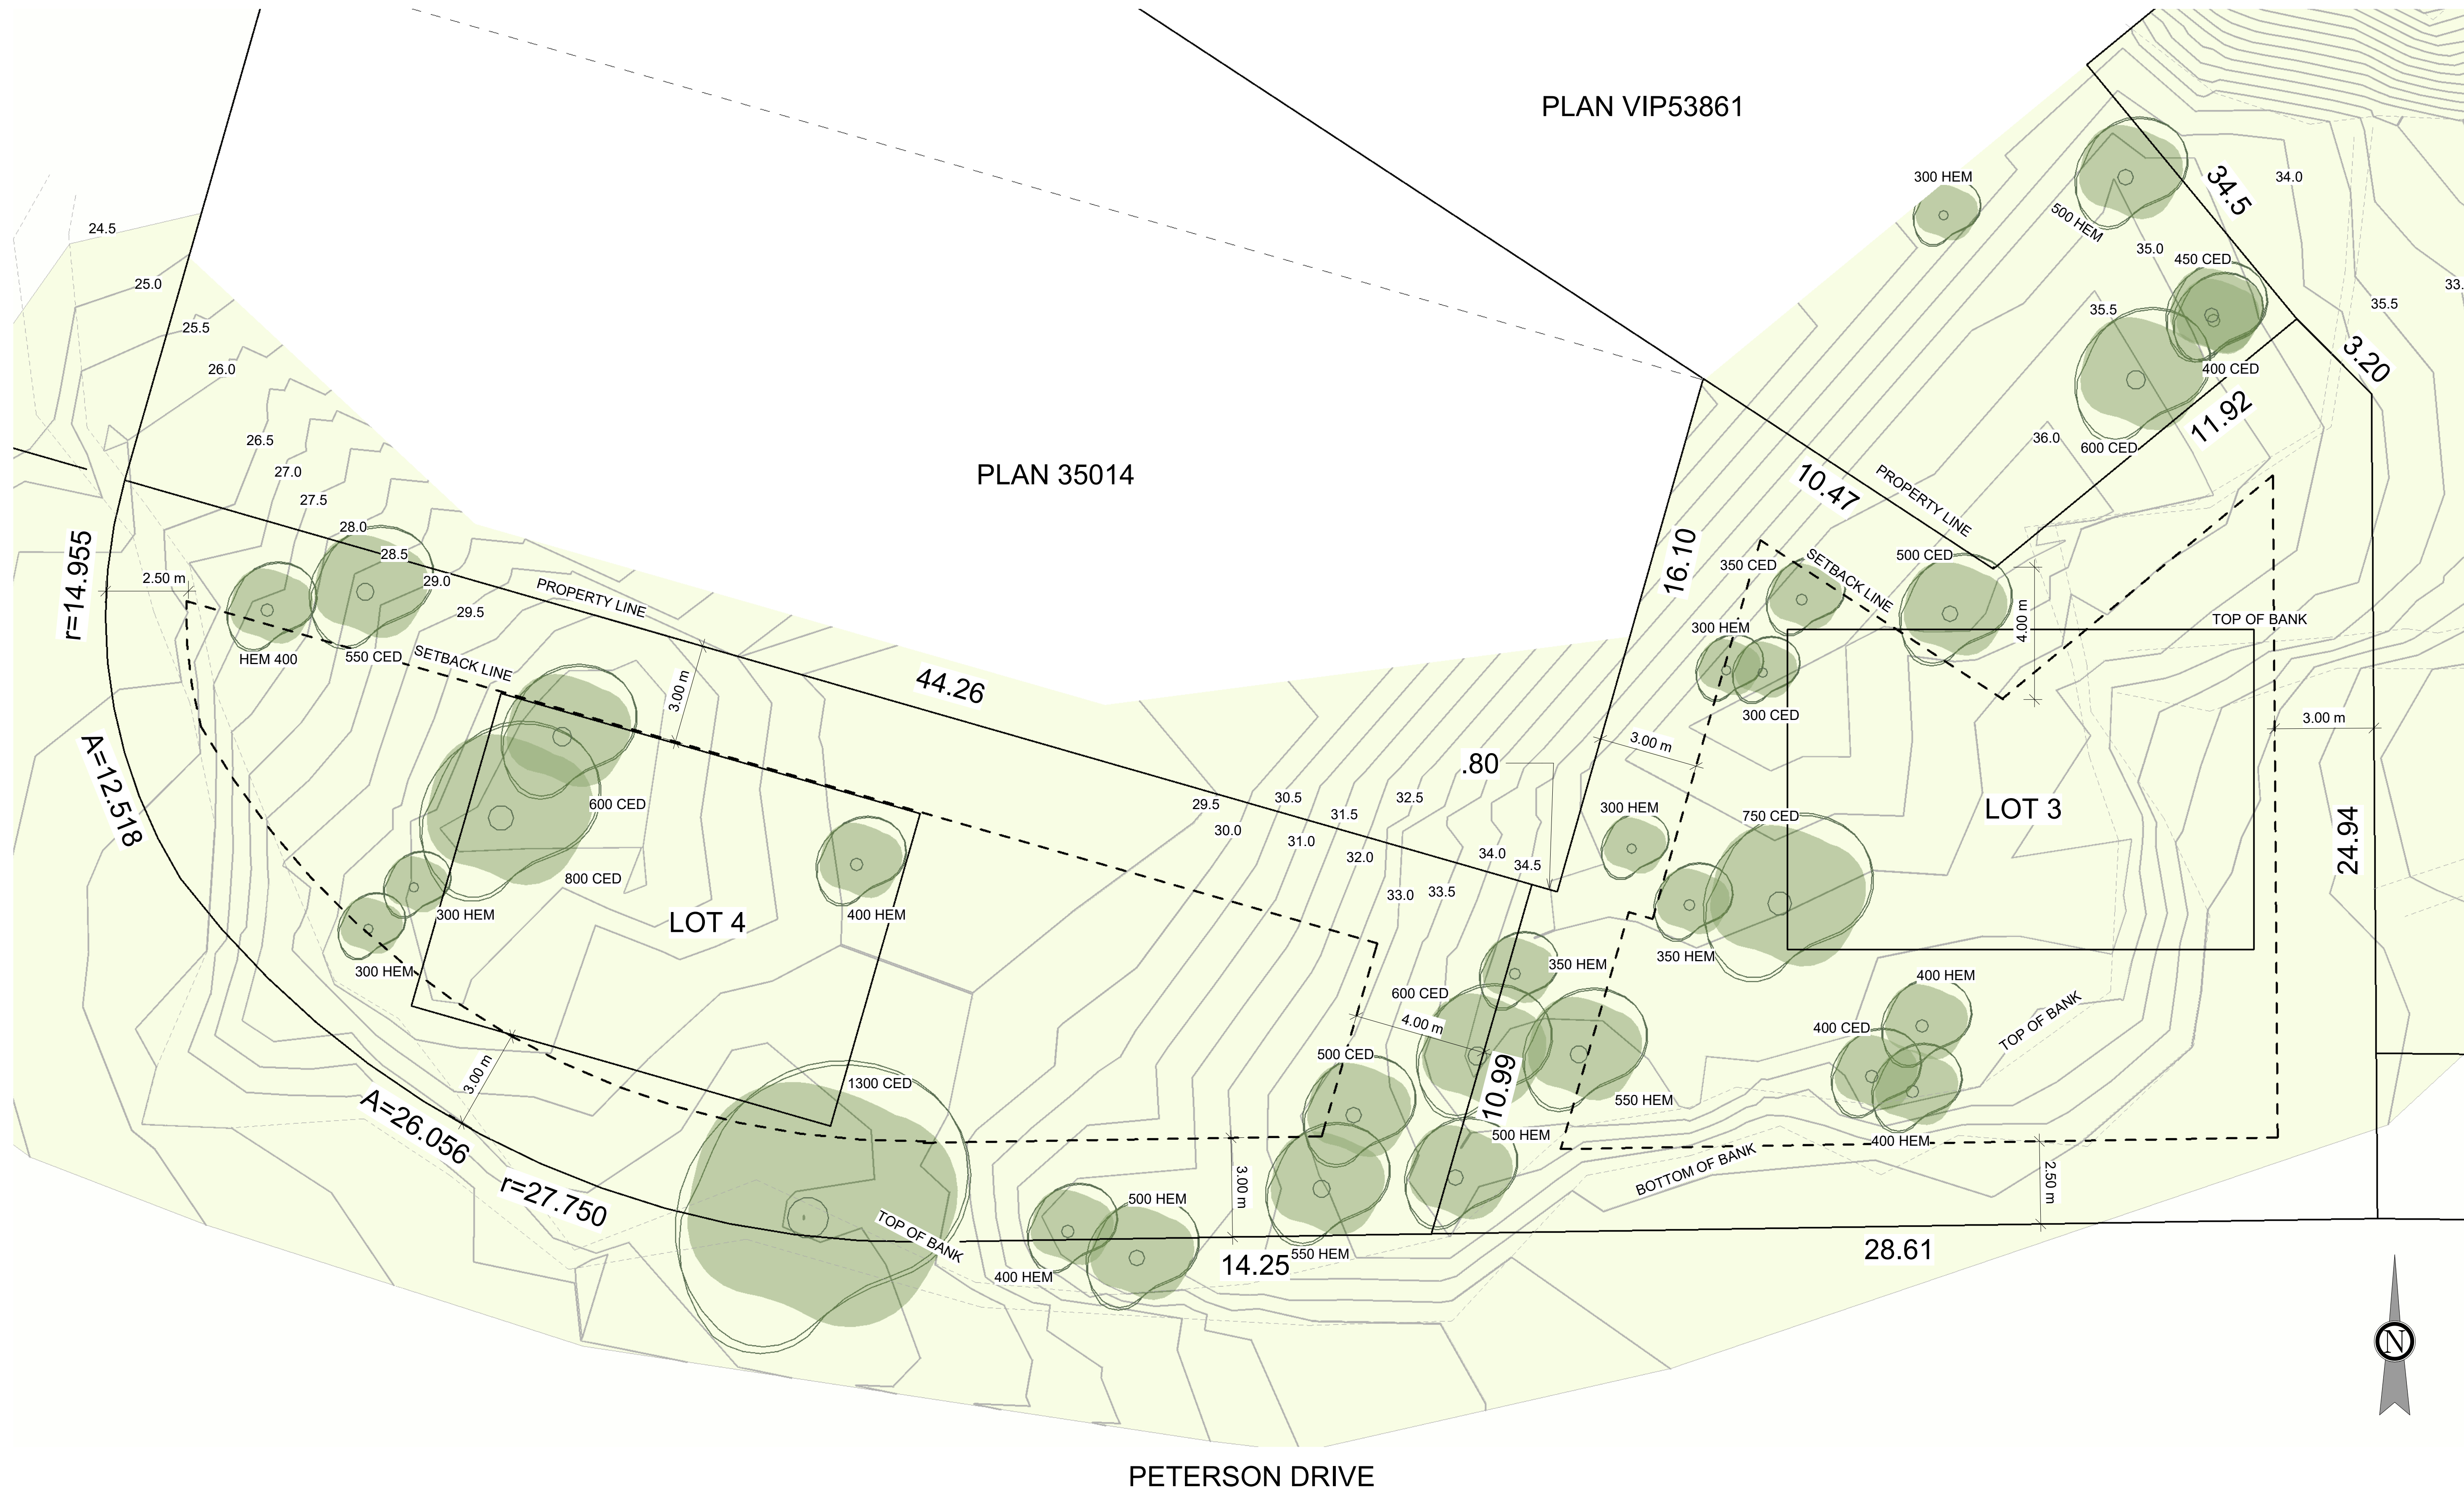 PLAN VIP53861
300 HEM
34.5
34.0
500 HEM
24.5
35.0
450 CED
25.0
33.
35.5
35.5
25.5
3.20
26.0
400 CED
11.92
26.5
36.0
600 CED
27.0
PLAN 35014
PROPERTY LINE
10.47
27.5
28.0
28.5
r=14.955
2.50 m
29.0
PROPERTY LINE
29.5
16.10
350 CED
500 CED
SETBACK LINE
4.00 m
TOP OF BANK
300 HEM
HEM 400
550 CED
SETBACK LINE
3.00 m
44.26
300 CED
3.00 m
3.00 m
A=12.518
.80
600 CED
29.5
30.5
32.5
30.0
31.5
31.0
32.0
300 HEM
750 CED
LOT 3
24.94
34.0
34.5
33.0
33.5
800 CED
300 HEM
LOT 4
400 HEM
300 HEM
350 HEM
350 HEM
400 HEM
600 CED
4.00 m
400 CED
TOP OF BANK
500 CED
10.99
3.00 m
1300 CED
A=26.056
550 HEM
500 HEM
400 HEM
BOTTOM OF BANK
3.00 m
2.50 m
r=27.750
500 HEM
TOP OF BANK
14.25
550 HEM
28.61
400 HEM
N
PETERSON DRIVE